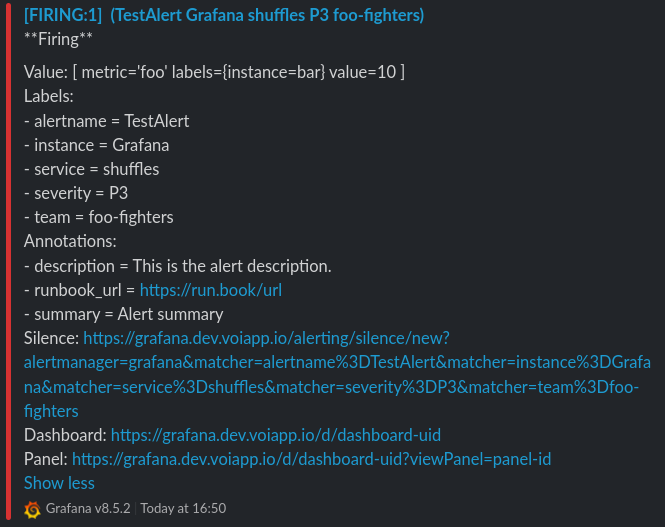 [FIRING:1] (TestAlert Grafana shuffles P3 foo-fighters)
**Firing**
Value: [ metric='foo' labels={instance=bar} value=10 ]
Labels:
- alertname = TestAlert
- instance = Grafana
- service = shuffles
- severity = P3
- team = foo-fighters
Annotations:
- description = This is the alert description.
- runbook_url = https://run.book/url
- summary = Alert summary
Silence: https://grafana.dev.voiapp.io/alerting/silence/new?
alertmanager=grafana&matcher=alertname%3DTestAlert&matcher=instance%3DGrafa
na&matcher=service%3Dshuffles&matcher=severity%3DP3&matcher=team%3Dfoo-
fighters
Dashboard: https://grafana.dev.voiapp.io/d/dashboard-uid
Panel: https://grafana.dev.voiapp.io/d/dashboard-uid?viewPanel=panel-id
Show less
Grafana v8.5.2 | Today at 16:50